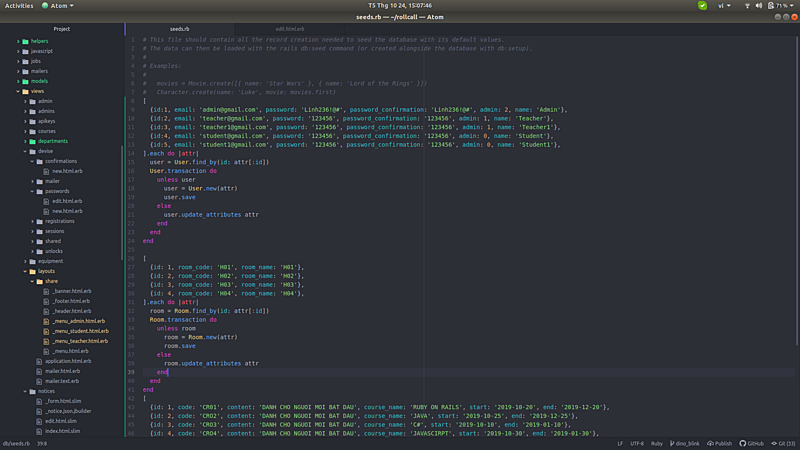 Activities
Atom
T5 Thg 10 24, 15:07:46
vi
71 %
seeds.rb — ~/rollcall — Atom
Project
seeds.rb
edit.html.erb
helpers
javascript
jobs
mailers
models
views
admin
admins
apikeys
courses
departments
devise
confirmations
new.html.erb
mailer
passwords
edit.html.erb
new.html.erb
registrations
sessions
shared
unlocks
equipment
layouts
share
_banner.html.erb
_footer.html.erb
_header.html.erb
_menu_admin.html.erb
_menu_student.html.erb
_menu_teacher.html.erb
_menu.html.erb
application.html.erb
mailer.html.erb
mailer.text.erb
notices
_form.html.slim
_notice.json.jbuilder
edit.html.slim
index.html.slim
1 # This file should contain all the record creation needed to seed the database with its default values.
2 # The data can then be loaded with the rails db:seed command (or created alongside the database with db:setup).
3 #
4 # Examples:
5 #
6 #   movies = Movie.create([{ name: 'Star Wars' }, { name: 'Lord of the Rings' }])
7 #   Character.create(name: 'Luke', movie: movies.first)
8 [
9   {id:1, email: 'admin@gmail.com', password: 'Linh236!@#', password_confirmation: 'Linh236!@#', admin: 2, name: 'Admin'},
10   {id:2, email: 'teacher@gmail.com', password: '123456', password_confirmation: '123456', admin: 1, name: 'Teacher'},
11   {id:3, email: 'teacher1@gmail.com', password: '123456', password_confirmation: '123456', admin: 1, name: 'Teacher1'},
12   {id:4, email: 'student@gmail.com', password: '123456', password_confirmation: '123456', admin: 0, name: 'Student'},
13   {id:5, email: 'student1@gmail.com', password: '123456', password_confirmation: '123456', admin: 0, name: 'Student1'},
14 ].each do |attr|
15   user = User.find_by(id: attr[:id])
16   User.transaction do
17     unless user
18       user = User.new(attr)
19       user.save
20     else
21       user.update_attributes attr
22     end
23   end
24 end
25
26 [
27   {id: 1, room_code: 'H01', room_name: 'H01'},
28   {id: 2, room_code: 'H02', room_name: 'H02'},
29   {id: 3, room_code: 'H03', room_name: 'H03'},
30   {id: 4, room_code: 'H04', room_name: 'H04'},
31 ].each do |attr|
32   room = Room.find_by(id: attr[:id])
33   Room.transaction do
34     unless room
35       room = Room.new(attr)
36       room.save
37     else
38       room.update_attributes attr
39     end
40   end
41 end
42 [
43   {id: 1, code: 'CR01', content: 'DANH CHO NGUOI MOI BAT DAU', course_name: 'RUBY ON RAILS', start: '2019-10-20', end: '2019-12-20'},
44   {id: 2, code: 'CRO2', content: 'DANH CHO NGUOI MOI BAT DAU', course_name: 'JAVA', start: '2019-10-25', end: '2019-12-25'},
45   {id: 3, code: 'CRO3', content: 'DANH CHO NGUOI MOI BAT DAU', course_name: 'C#', start: '2019-10-10', end: '2019-01-10'},
46   {id: 4, code: 'CRO4', content: 'DANH CHO NGUOI MOI BAT DAU', course_name: 'JAVASCIRPT', start: '2019-10-30', end: '2019-01-30'},
db/seeds.rb
39:8
LF
UTF-8
Ruby
dino_blink
Publish
GitHub
Git (33)